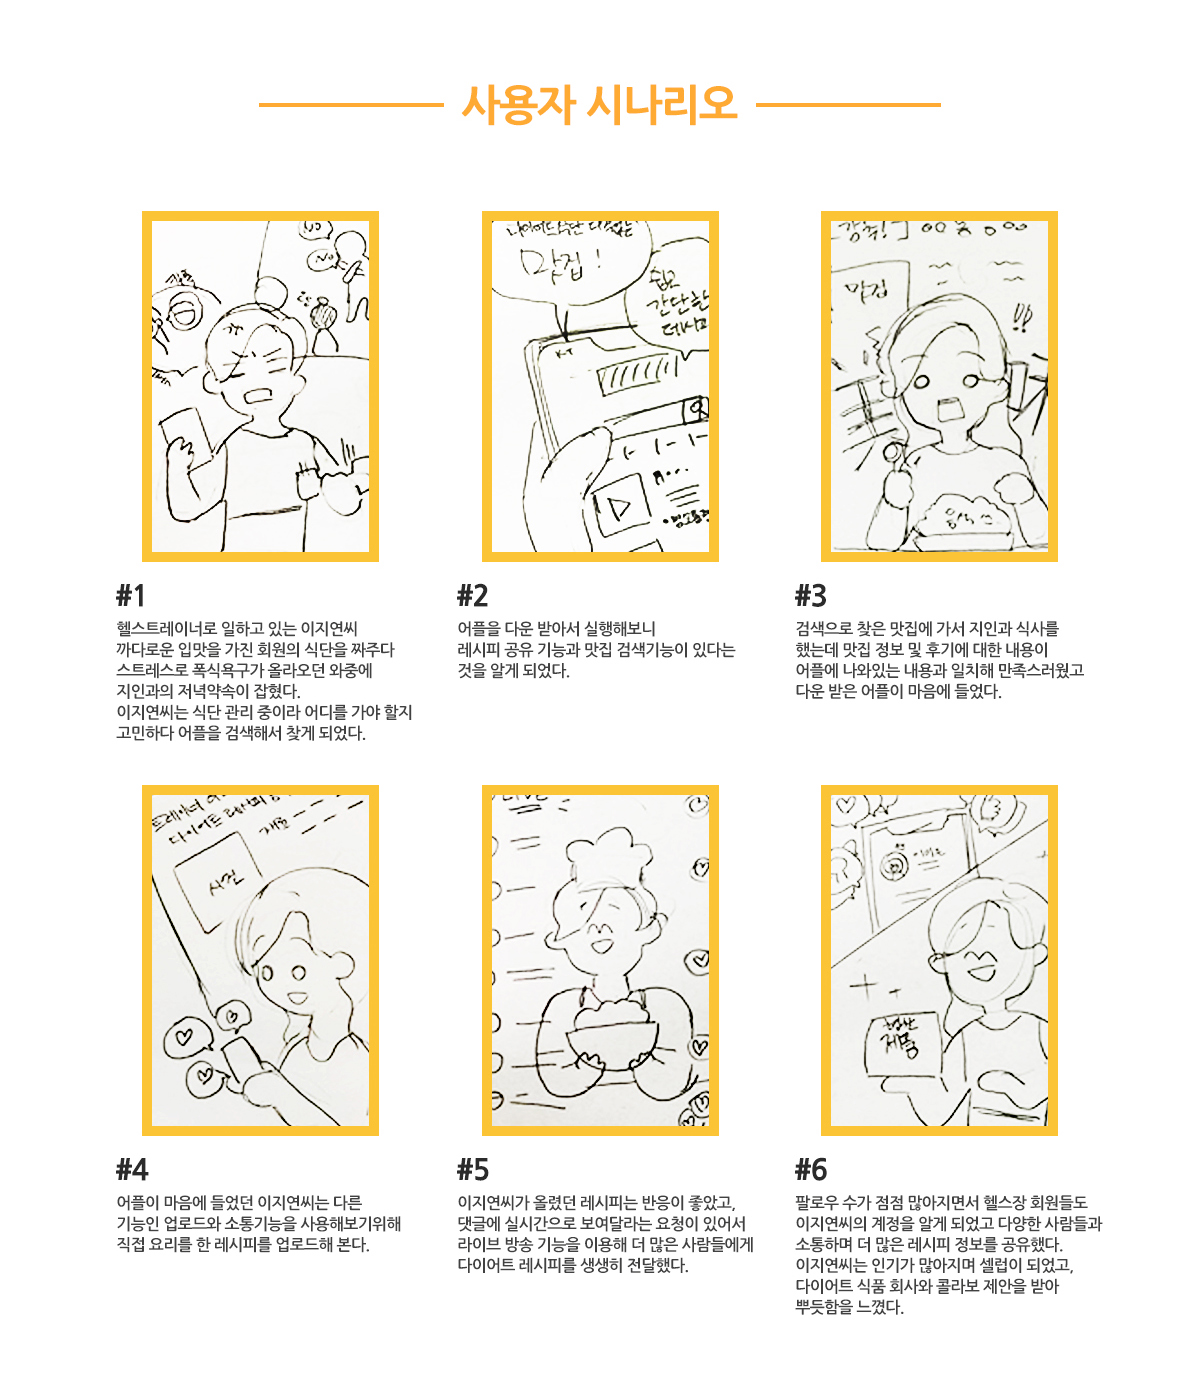 사용자 시나리오
NO
NO
맛집!
쉽고
간단한
강추!
맛집
음식
#1
헬스트레이너로 일하고 있는 이지연씨
까다로운 입맛을 가진 회원의 식단을 짜주다
스트레스로 폭식욕구가 올라오던 와중에
지인과의 저녁약속이 잡혔다.
이지연씨는 식단 관리 중이라 어디를 가야 할지
고민하다 어플을 검색해서 찾게 되었다.
#2
어플을 다운 받아서 실행해보니
레시피 공유 기능과 맛집 검색기능이 있다는
것을 알게 되었다.
#3
검색으로 찾은 맛집에 가서 지인과 식사를
했는데 맛집 정보 및 후기에 대한 내용이
어플에 나와있는 내용과 일치해 만족스러웠고
다운 받은 어플이 마음에 들었다.
트레이너
다이어트 레시피
재료
사진
제품
#4
어플이 마음에 들었던 이지연씨는 다른
기능인 업로드와 소통기능을 사용해보기위해
직접 요리를 한 레시피를 업로드해 본다.
#5
이지연씨가 올렸던 레시피는 반응이 좋았고,
댓글에 실시간으로 보여달라는 요청이 있어서
라이브 방송 기능을 이용해 더 많은 사람들에게
다이어트 레시피를 생생히 전달했다.
#6
팔로우 수가 점점 많아지면서 헬스장 회원들도
이지연씨의 계정을 알게 되었고 다양한 사람들과
소통하며 더 많은 레시피 정보를 공유했다.
이지연씨는 인기가 많아지며 셀럽이 되었고,
다이어트 식품 회사와 콜라보 제안을 받아
뿌듯함을 느꼈다.